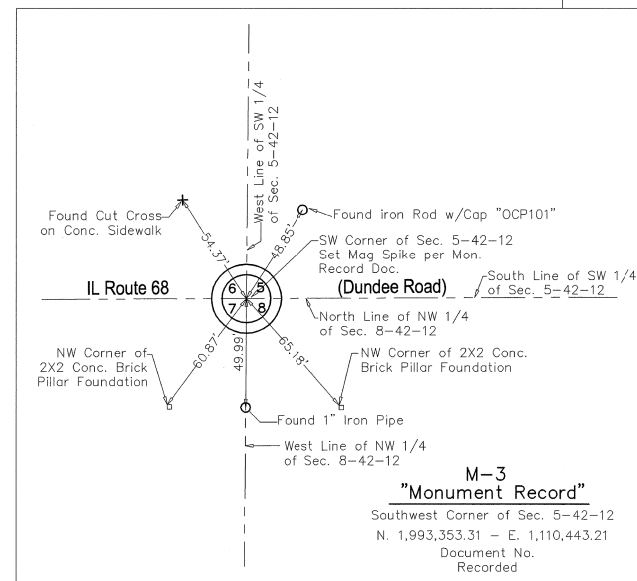 West Line of SW 1/4
of Sec. 5-42-12
Found Cut Cross
on Conc. Sidewalk
54.37'
48.85'
Found iron Rod w/Cap "OCP101"
SW Corner of Sec. 5-42-12
Set Mag Spike per Mon.
Record Doc.
IL Route 68
6 5
7 8
(Dundee Road)
South Line of SW 1/4
of Sec. 5-42-12
North Line of NW 1/4
of Sec. 8-42-12
NW Corner of
2X2 Conc. Brick
Pillar Foundation
60.87'
49.99'
65.18'
NW Corner of 2X2 Conc.
Brick Pillar Foundation
Found 1" Iron Pipe
West Line of NW 1/4
of Sec. 8-42-12
M-3
"Monument Record"
Southwest Corner of Sec. 5-42-12
N. 1,993,353.31 - E. 1,110,443.21
Document No.
Recorded